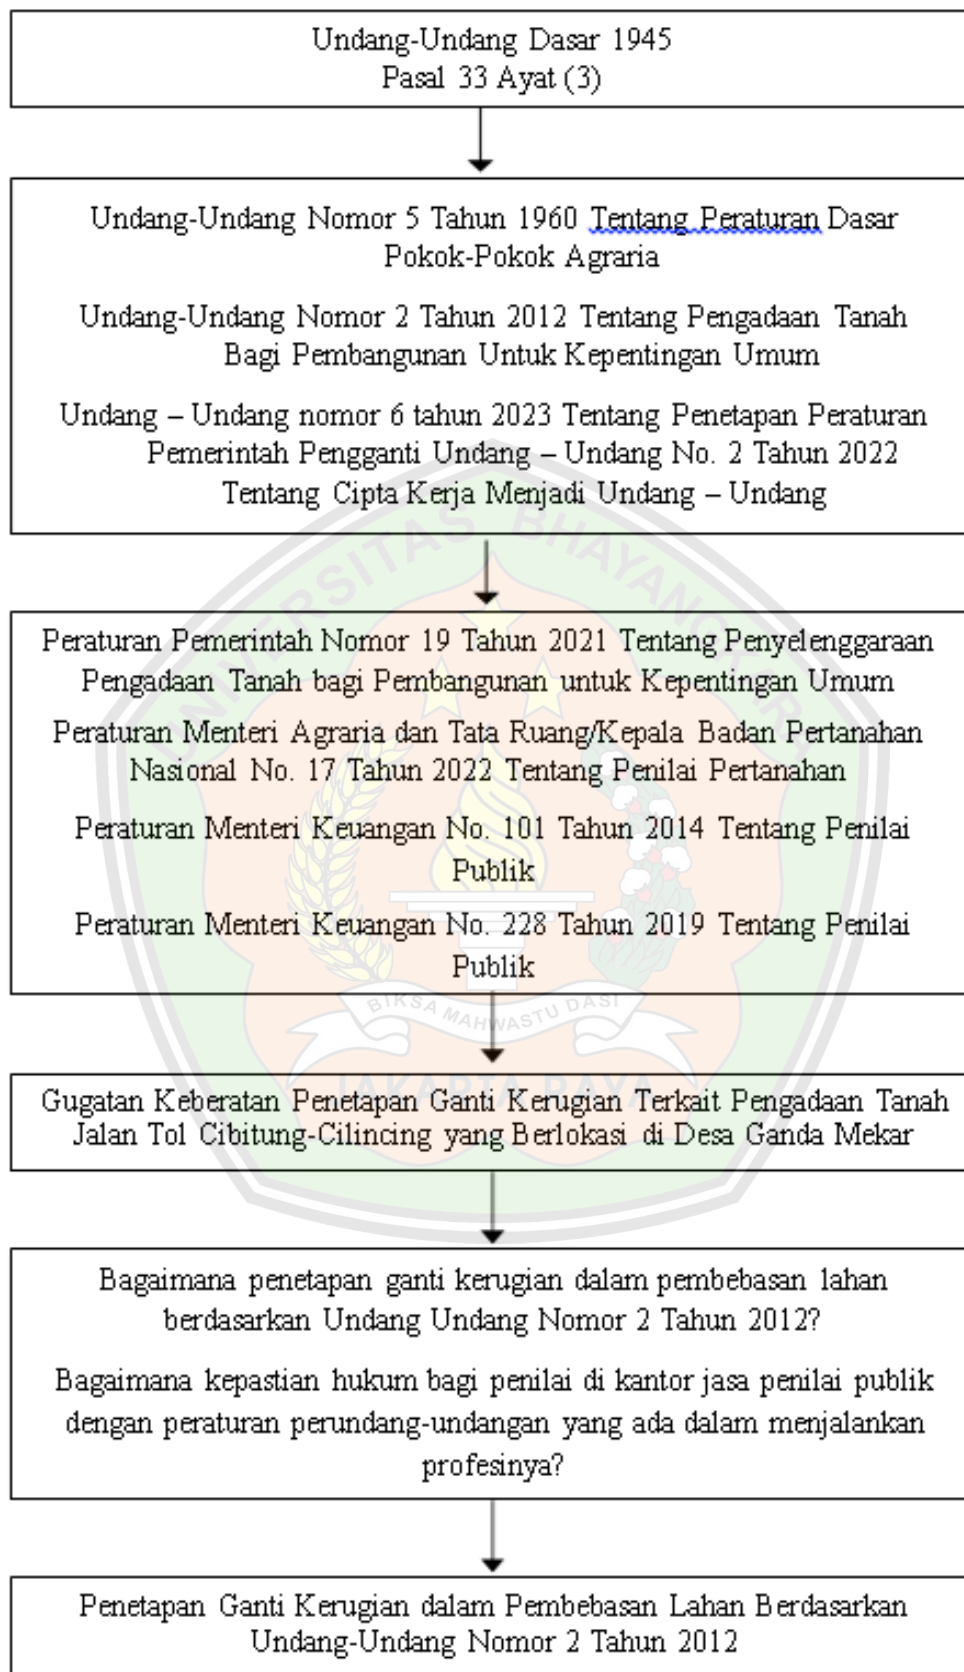 Undang-Undang Dasar 1945
Pasal 33 Ayat (3)
Undang-Undang Nomor 5 Tahun 1960 Tentang Peraturan Dasar
Pokok-Pokok Agraria
Undang-Undang Nomor 2 Tahun 2012 Tentang Pengadaan Tanah
Bagi Pembangunan Untuk Kepentingan Umum
Undang – Undang nomor 6 tahun 2023 Tentang Penetapan Peraturan
Pemerintah Pengganti Undang – Undang No. 2 Tahun 2022
Tentang Cipta Kerja Menjadi Undang – Undang
UNIVERSITAS BHAYANGKARA
Peraturan Pemerintah Nomor 19 Tahun 2021 Tentang Penyelenggaraan
Pengadaan Tanah bagi Pembangunan untuk Kepentingan Umum
Peraturan Menteri Agraria dan Tata Ruang/Kepala Badan Pertanahan
Nasional No. 17 Tahun 2022 Tentang Penilai Pertanahan
Peraturan Menteri Keuangan No. 101 Tahun 2014 Tentang Penilai
Publik
Peraturan Menteri Keuangan No. 228 Tahun 2019 Tentang Penilai
Publik
BIKSA MAHWASTU DASI
JAKARTA RAYA
Gugatan Keberatan Penetapan Ganti Kerugian Terkait Pengadaan Tanah
Jalan Tol Cibitung-Cilincing yang Berlokasi di Desa Ganda Mekar
Bagaimana penetapan ganti kerugian dalam pembebasan lahan
berdasarkan Undang Undang Nomor 2 Tahun 2012?
Bagaimana kepastian hukum bagi penilai di kantor jasa penilai publik
dengan peraturan perundang-undangan yang ada dalam menjalankan
profesinya?
Penetapan Ganti Kerugian dalam Pembebasan Lahan Berdasarkan
Undang-Undang Nomor 2 Tahun 2012